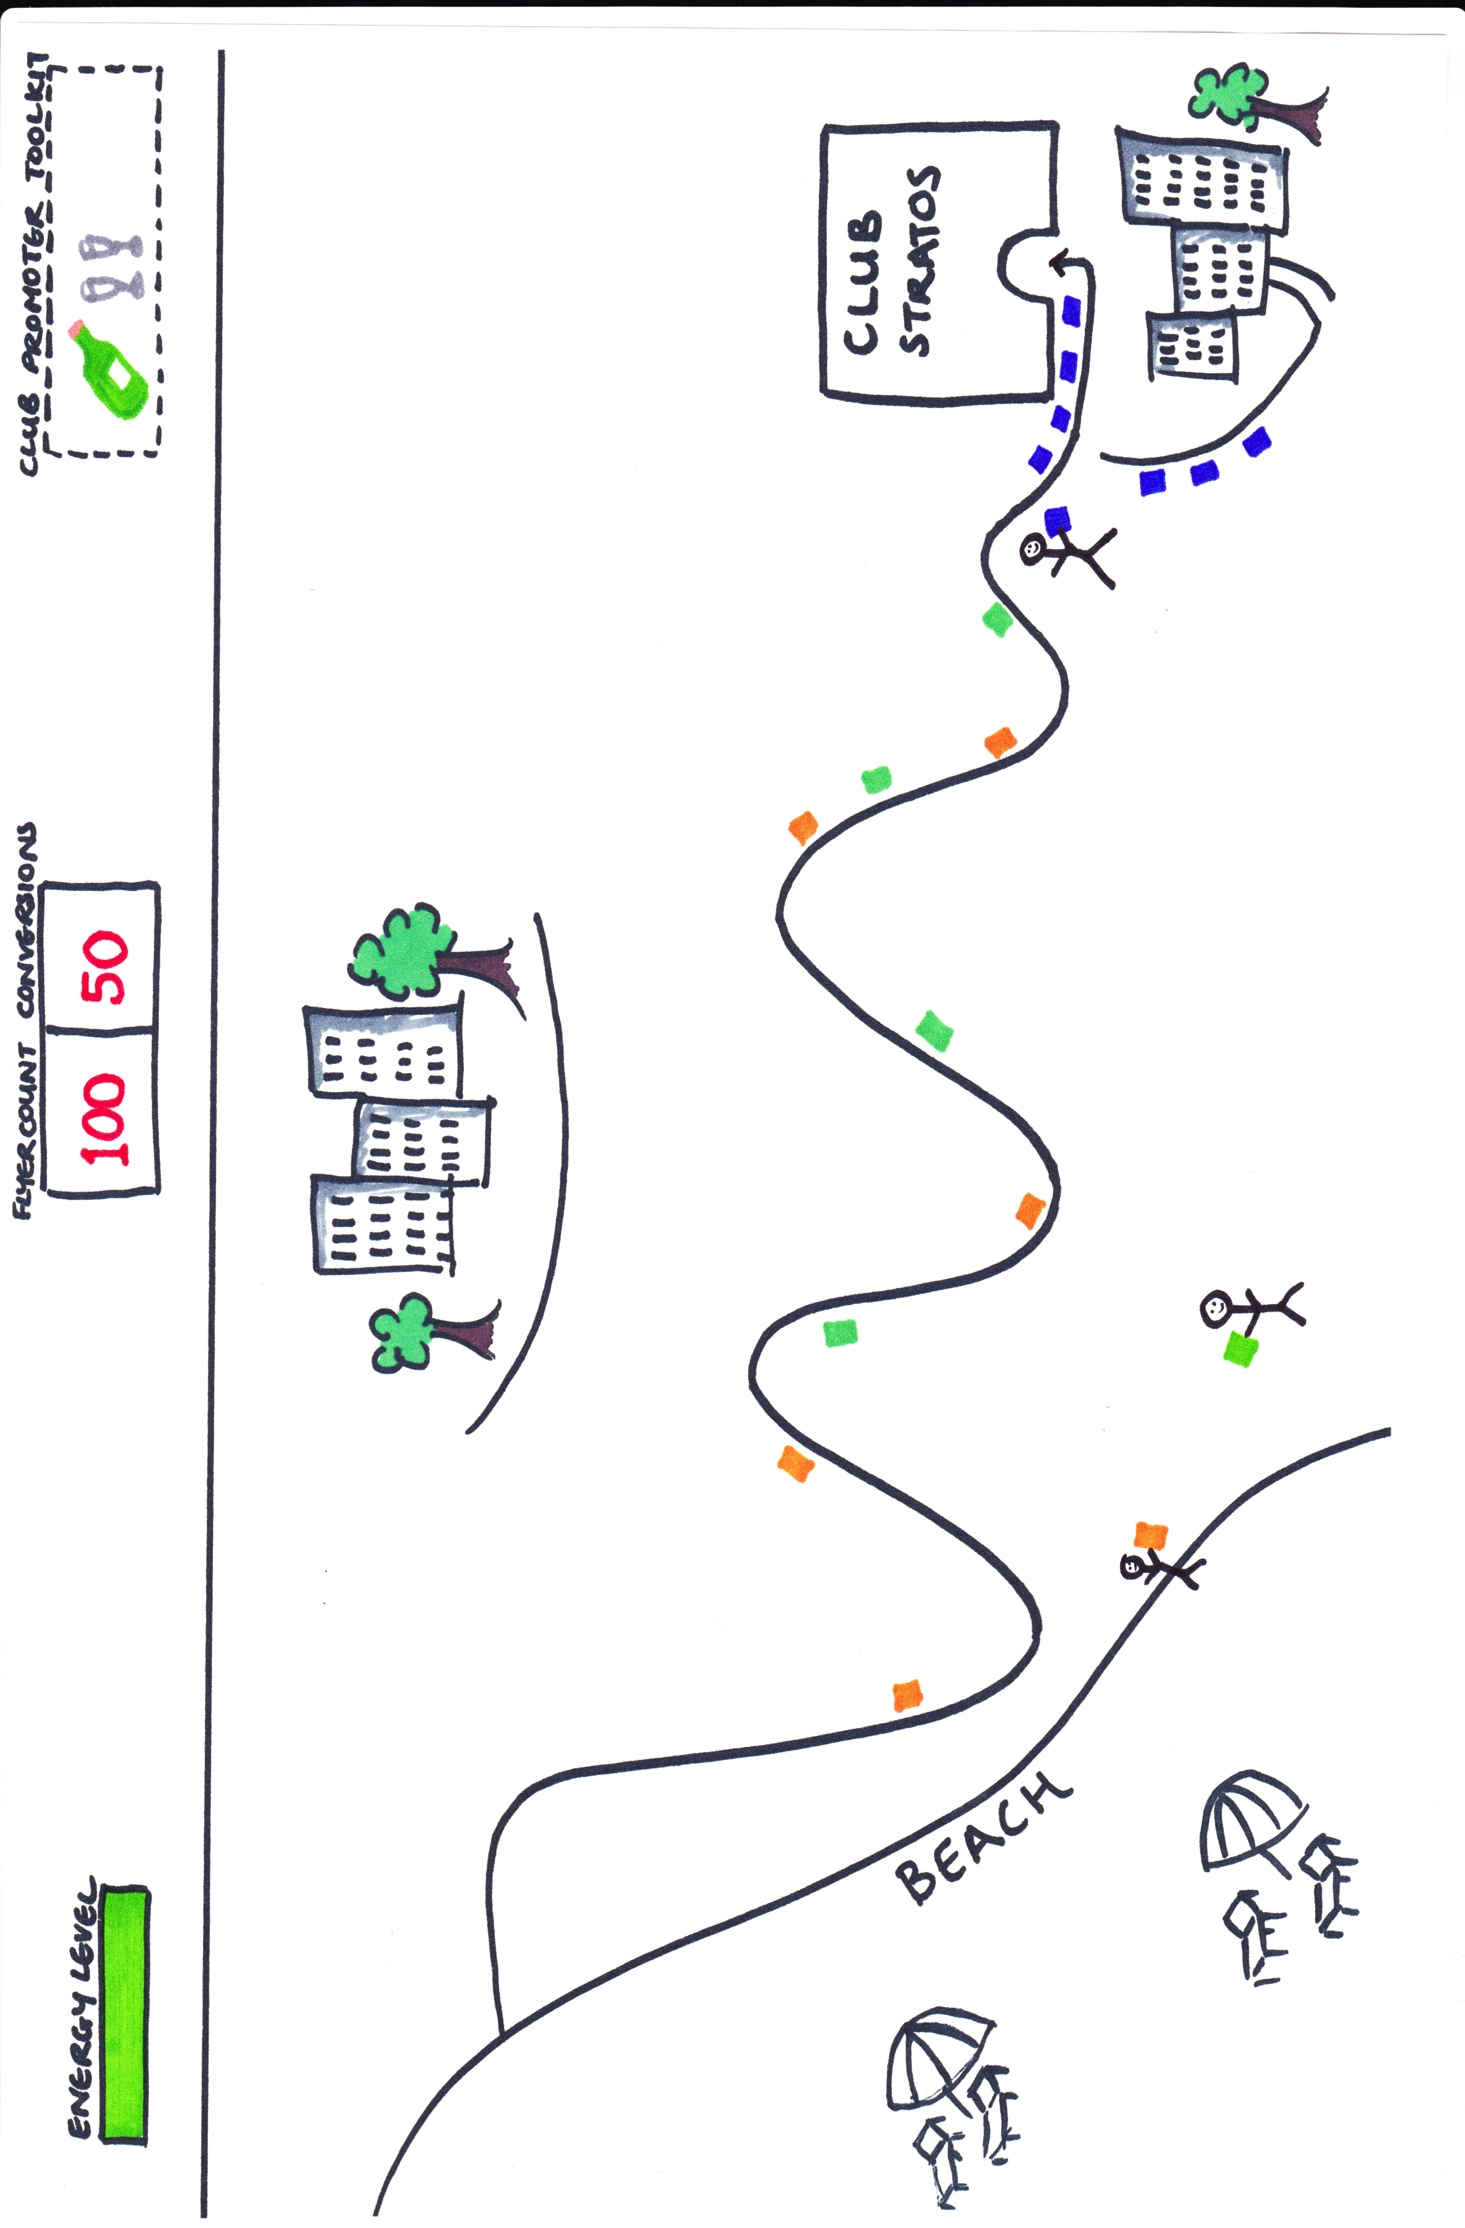 ENERGY LEVEL
FLYER COUNT CONVERSIONS
100 50
CLUB PROMOTER TOOLKIT
CLUB
STRATOS
BEACH